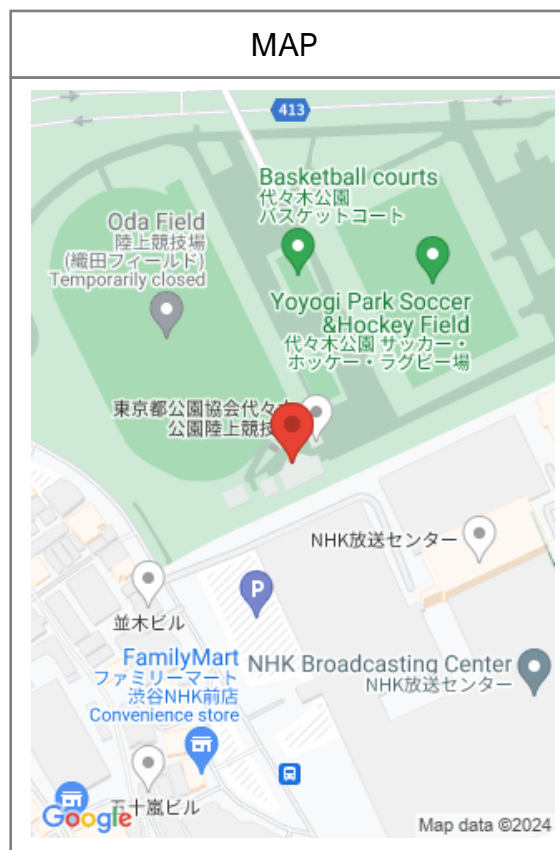 MAP
413
Basketball courts
代々木公園
バスケットコート
Oda Field
陸上競技場
(織田フィールド)
Temporarily closed
Yoyogi Park Soccer
&Hockey Field
代々木公園 サッカー・
ホッケー・ラグビー場
東京都公園協会代々木
公園陸上競技
NHK放送センター
P
並木ビル
FamilyMart
ファミリーマート
渋谷NHK前店
Convenience store
NHK Broadcasting Center
NHK放送センター
五十嵐ビル
Google
Map data ©2024